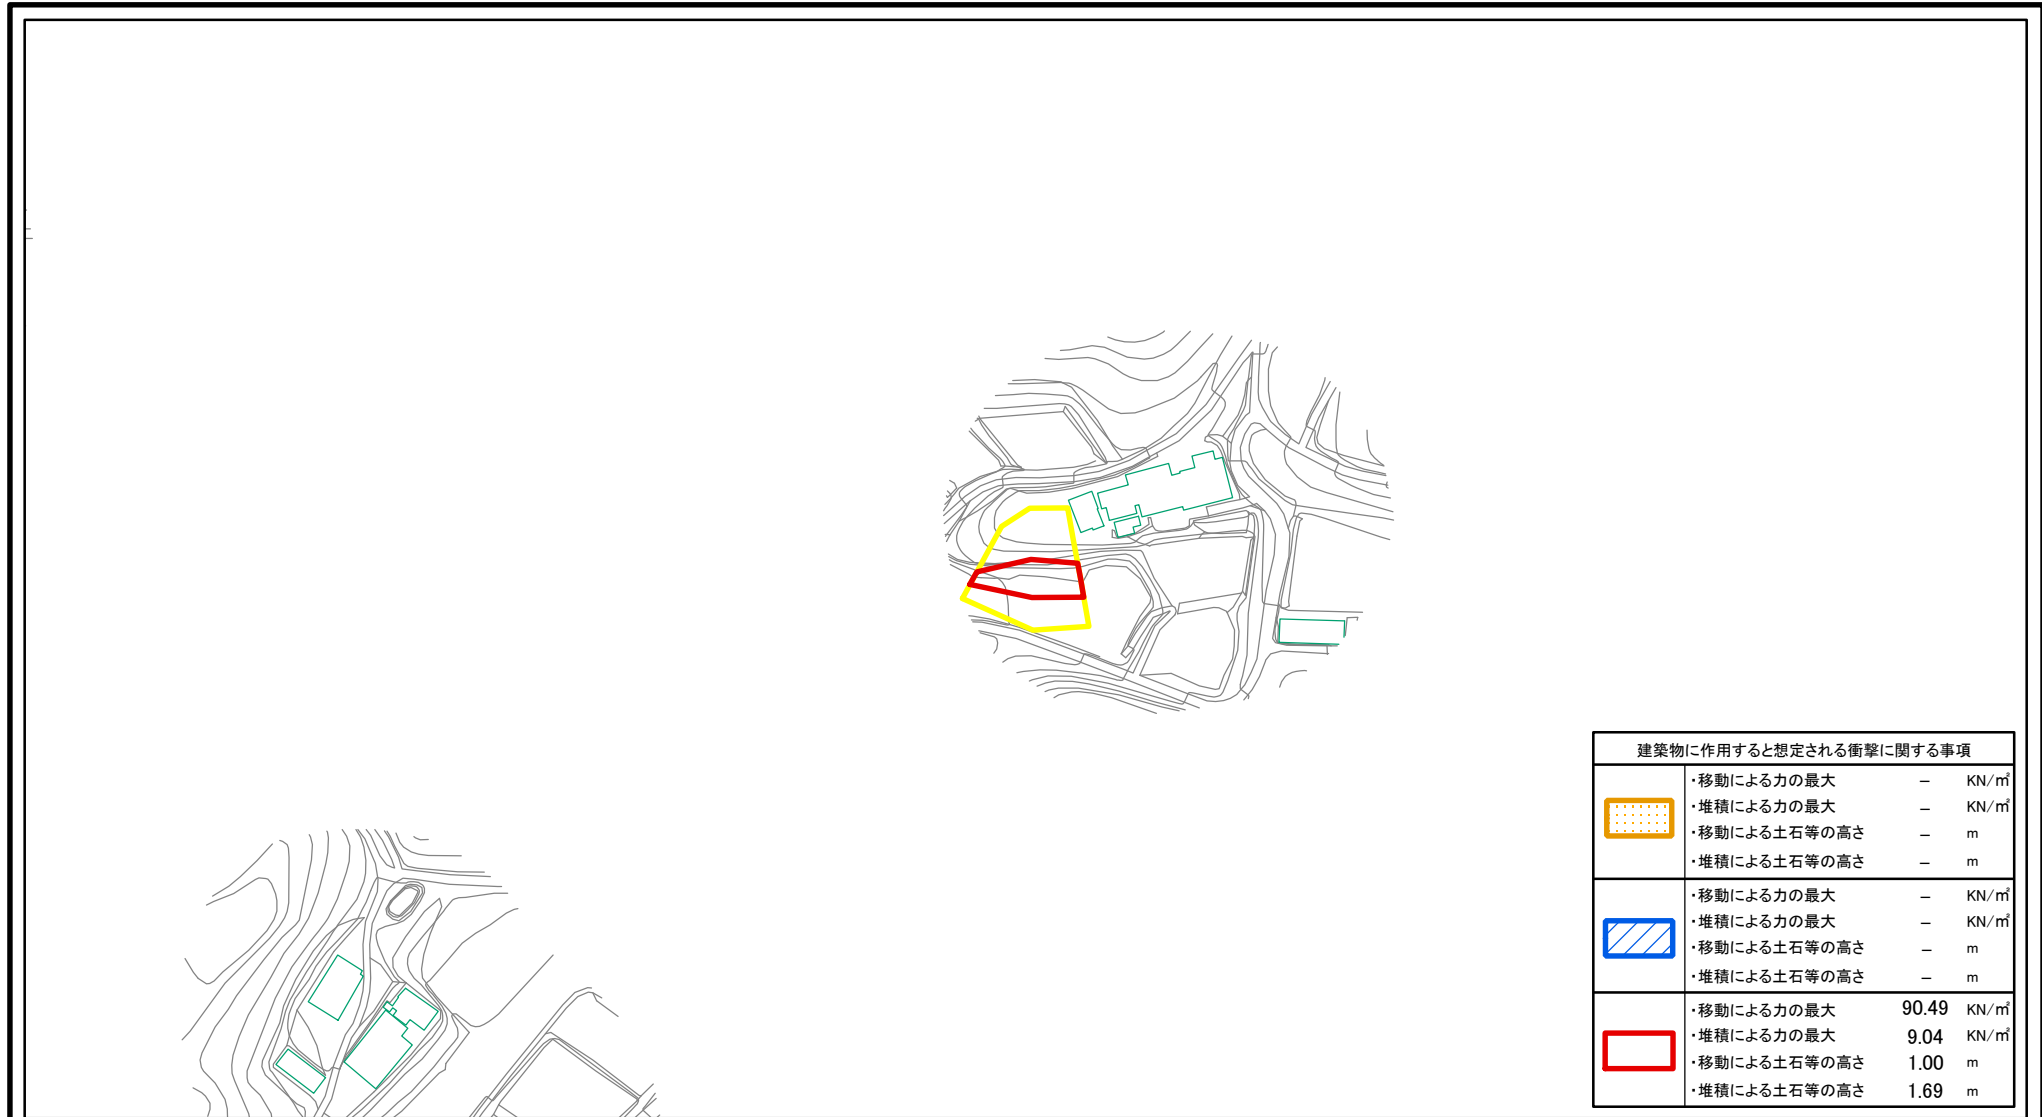 建築物に作用すると想定される衝撃に関する事項
・移動による力の最大 － KN/㎡
・堆積による力の最大 － KN/㎡
・移動による土石等の高さ － m
・堆積による土石等の高さ － m
・移動による力の最大 － KN/㎡
・堆積による力の最大 － KN/㎡
・移動による土石等の高さ － m
・堆積による土石等の高さ － m
・移動による力の最大 90.49 KN/㎡
・堆積による力の最大 9.04 KN/㎡
・移動による土石等の高さ 1.00 m
・堆積による土石等の高さ 1.69 m